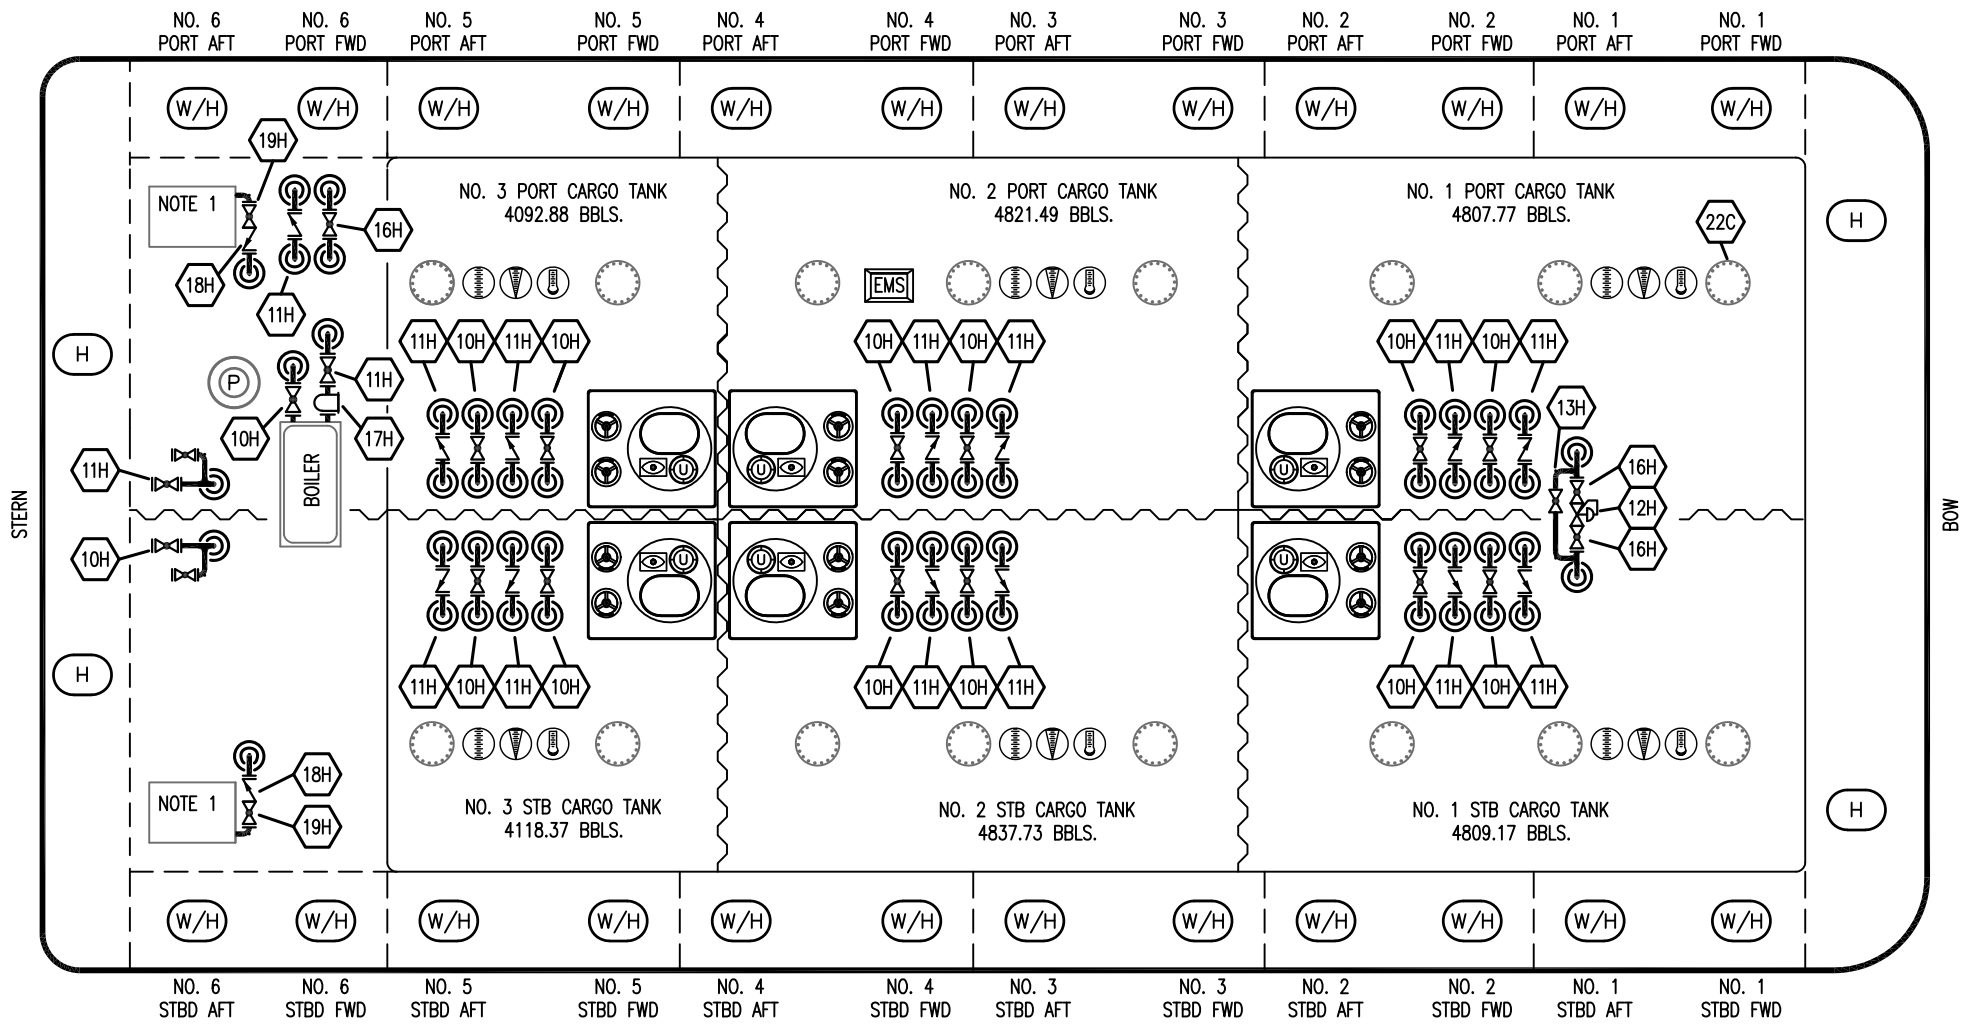 NO. 6 NO. 6 NO. 5 NO. 5 NO. 4 NO. 4 NO. 3 NO. 3 NO. 2 NO. 2 NO. 1 NO. 1
PORT AFT PORT FWD PORT AFT PORT FWD PORT AFT PORT FWD PORT AFT PORT FWD PORT AFT PORT FWD PORT AFT PORT FWD
W/H W/H W/H W/H W/H W/H W/H W/H W/H W/H W/H W/H
19H
NOTE 1
NO. 3 PORT CARGO TANK
4092.88 BBLS.
NO. 2 PORT CARGO TANK
4821.49 BBLS.
NO. 1 PORT CARGO TANK
4807.77 BBLS.
22C
H
16H
18H
11H
EMS
H
11H 10H 11H 10H
10H 11H 10H 11H
10H 11H 10H 11H
P
11H
10H
17H
13H
11H
BOILER
U
U
U
16H
12H
16H
STERN
BOW
10H
U
U
U
H
11H 10H 11H 10H
10H 11H 10H 11H
10H 11H 10H 11H
18H
NOTE 1
19H
NO. 3 STB CARGO TANK
4118.37 BBLS.
NO. 2 STB CARGO TANK
4837.73 BBLS.
NO. 1 STB CARGO TANK
4809.17 BBLS.
H
W/H W/H W/H W/H W/H W/H W/H W/H W/H W/H W/H W/H
NO. 6 NO. 6 NO. 5 NO. 5 NO. 4 NO. 4 NO. 3 NO. 3 NO. 2 NO. 2 NO. 1 NO. 1
STBD AFT STBD FWD STBD AFT STBD FWD STBD AFT STBD FWD STBD AFT STBD FWD STBD AFT STBD FWD STBD AFT STBD FWD